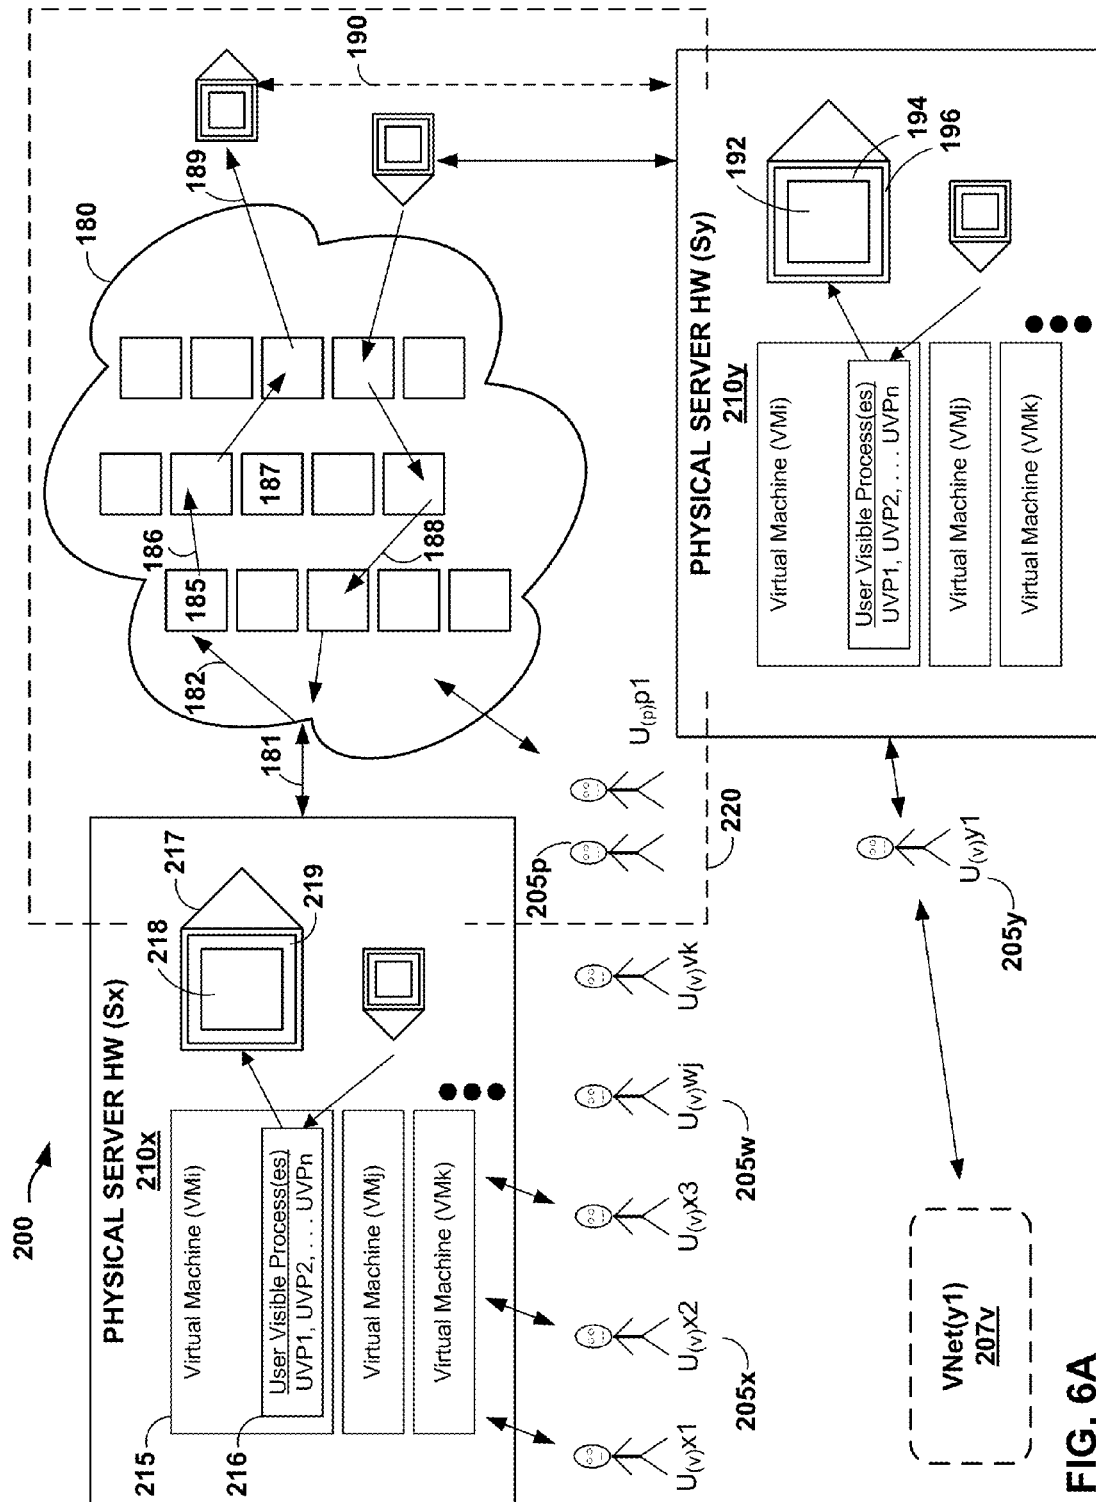 200
PHYSICAL SERVER HW (Sx)
210x
215
Virtual Machine (VMi)
216
User Visible Process(es)
UVP1, UVP2, . . . . UVPn
Virtual Machine (VMj)
Virtual Machine (VMk)
218
217
219
181
182
180
185
186
187
188
189
190
U(v)x1
U(v)x2
205x
U(v)x3
U(v)wj
205w
U(v)vk
205p
U(p)p1
220
PHYSICAL SERVER HW (Sy)
210y
Virtual Machine (VMi)
User Visible Process(es)
UVP1, UVP2, . . . . UVPn
Virtual Machine (VMj)
Virtual Machine (VMk)
192
194
196
U(v)y1
205y
VNet(y1)
207v
FIG. 6A